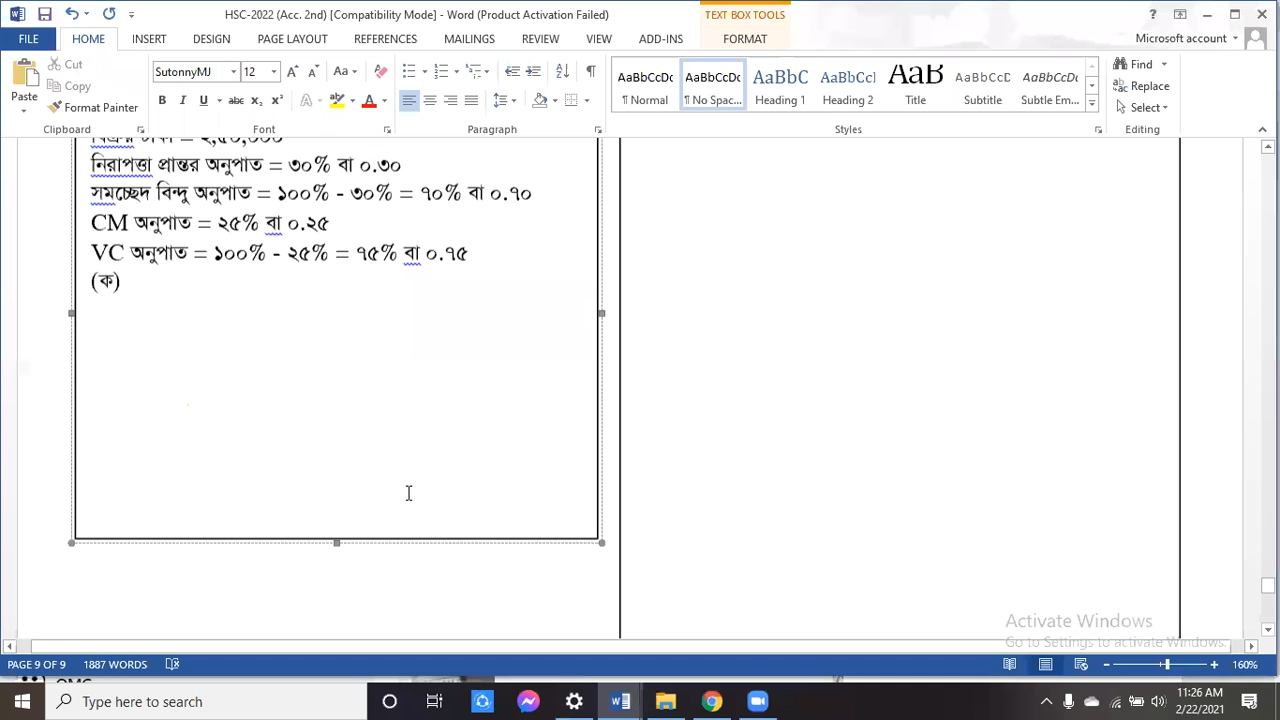 HSC-2022 (Acc. 2nd) [Compatibility Mode] - Word (Product Activation Failed)
TEXT BOX TOOLS
FILE HOME INSERT DESIGN PAGE LAYOUT REFERENCES MAILINGS REVIEW VIEW ADD-INS FORMAT
Microsoft account
Paste
Cut
Copy
Format Painter
Clipboard
SutonnyMJ 12
Font
Paragraph
AaBbCcDc AaBbCcDc AaBbC AaBbCcI AaB AaBbCcDc AaBbCcDc
¶ Normal ¶ No Spac... Heading Heading 2 Title Subtitle Subtle Em...
Styles
Find
Replace
Select
Editing
= ২,৫০,০০০
নিরাপত্তা প্রান্তর অনুপাত = ৩০% বা ০.৩০
সমচ্ছেদ বিন্দু অনুপাত = ১০০% - ৩০% = ৭০% বা ০.৭০
CM অনুপাত = ২৫% বা ০.২৫
VC অনুপাত = ১০০% - ২৫% = ৭৫% বা ০.৭৫
(ক)
Activate Windows
Go to Settings to activate Windows.
PAGE 9 OF 9 1887 WORDS
160%
Type here to search
11:26 AM
2/22/2021